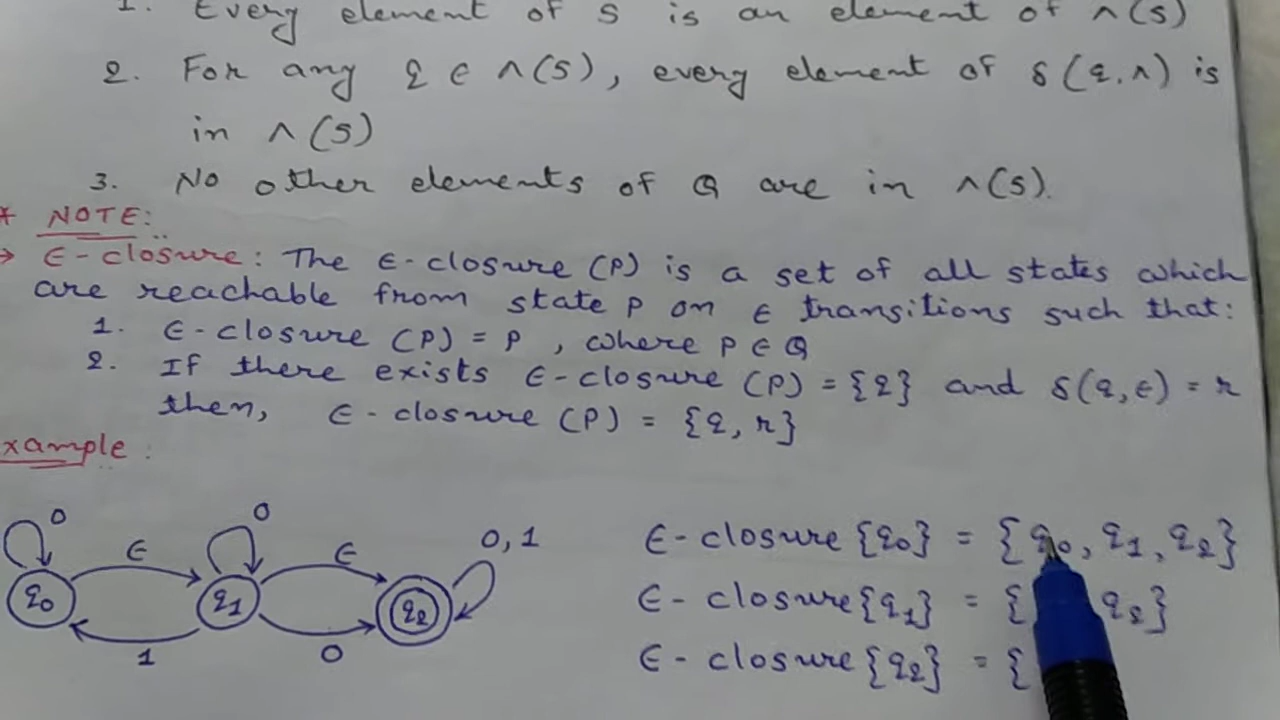 1. Every element of S is an element of ∧(S)
2. For any q ∈ ∧(S), every element of δ(q,∧) is
in ∧(S)
3. No other elements of Q are in ∧(S).
* NOTE:
→ ε-closure: The ε-closure (P) is a set of all states which
are reachable from state P on ε transitions such that:
1. ε-closure (P) = P , where P ∈ Q
2. If there exists ε-closure (P) = {q} and δ(q,ε) = r
then, ε-closure (P) = {q, r}
xample :
0 0
ε ε 0,1
q0 q1 q2
1 0
ε-closure{q0} = {q0, q1, q2}
ε-closure{q1} = { q2}
ε-closure{q2} = {